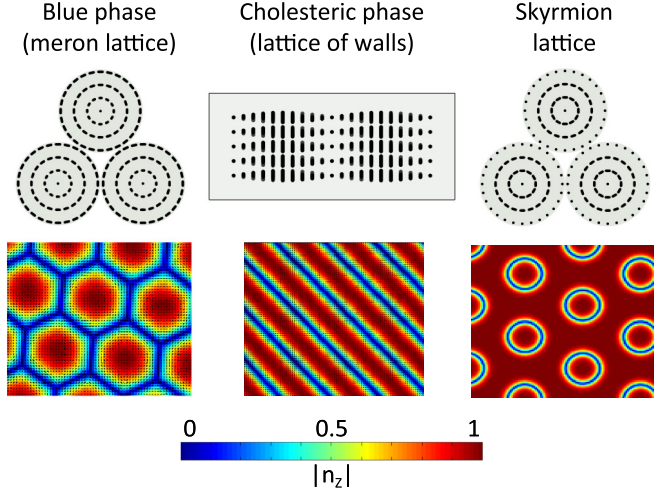 Blue phase
(meron lattice)
Cholesteric phase
(lattice of walls)
Skyrmion
lattice
0 0.5 1
|n_z|